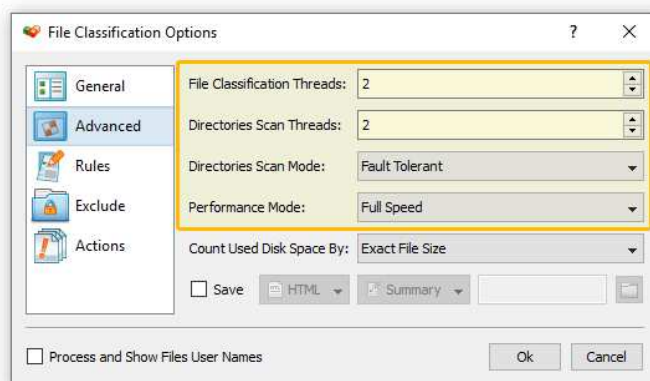 File Classification Options
General
Advanced
Rules
Exclude
Actions
File Classification Threads: 2
Directories Scan Threads: 2
Directories Scan Mode: Fault Tolerant
Performance Mode: Full Speed
Count Used Disk Space By: Exact File Size
Save HTML Summary
Process and Show Files User Names
Ok Cancel